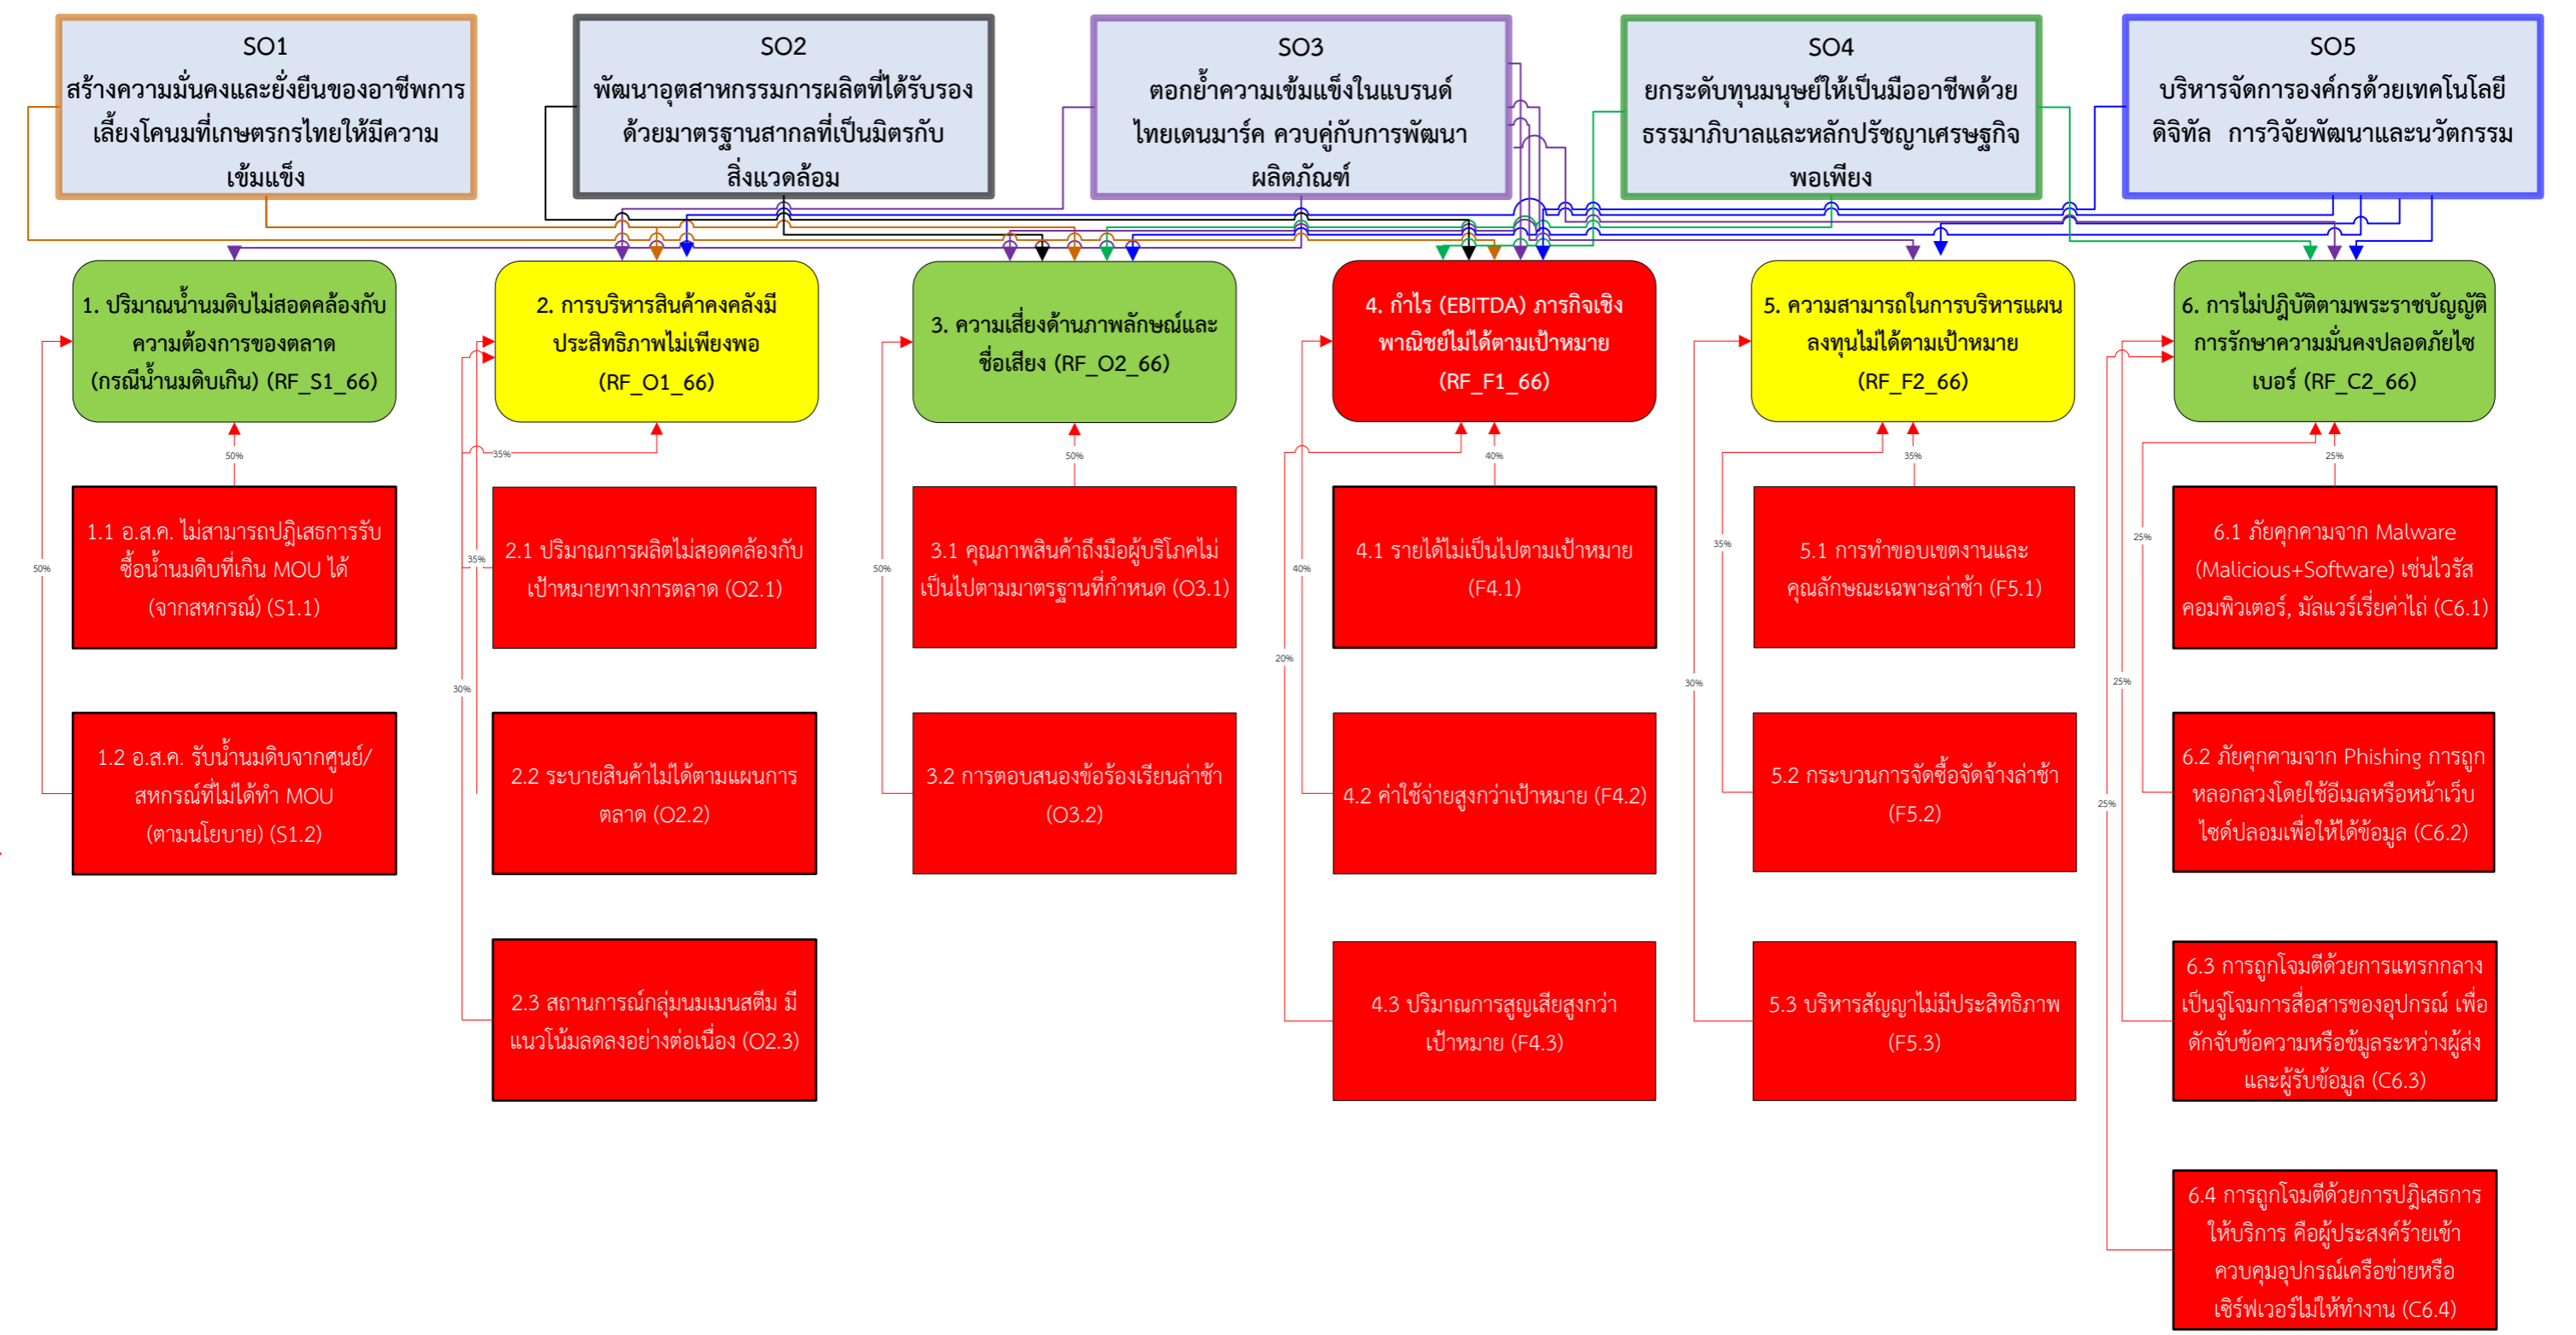 SO1
สร้างความมั่นคงและยั่งยืนของอาชีพการ
เลี้ยงโคนมที่เกษตรกรไทยให้มีความ
เข้มแข็ง
SO2
พัฒนาอุตสาหกรรมการผลิตที่ได้รับรอง
ด้วยมาตรฐานสากลที่เป็นมิตรกับ
สิ่งแวดล้อม
SO3
ตอกย้ำความเข้มแข็งในแบรนด์
ไทยเดนมาร์ค ควบคู่กับการพัฒนา
ผลิตภัณฑ์
SO4
ยกระดับทุนมนุษย์ให้เป็นมืออาชีพด้วย
ธรรมาภิบาลและหลักปรัชญาเศรษฐกิจ
พอเพียง
SO5
บริหารจัดการองค์กรด้วยเทคโนโลยี
ดิจิทัล การวิจัยพัฒนาและนวัตกรรม
1. ปริมาณน้ำนมดิบไม่สอดคล้องกับ
ความต้องการของตลาด
(กรณีน้ำนมดิบเกิน) (RF_S1_66)
2. การบริหารสินค้าคงคลังมี
ประสิทธิภาพไม่เพียงพอ
(RF_O1_66)
3. ความเสี่ยงด้านภาพลักษณ์และ
ชื่อเสียง (RF_O2_66)
4. กำไร (EBITDA) ภารกิจเชิง
พาณิชย์ไม่ได้ตามเป้าหมาย
(RF_F1_66)
5. ความสามารถในการบริหารแผน
ลงทุนไม่ได้ตามเป้าหมาย
(RF_F2_66)
6. การไม่ปฏิบัติตามพระราชบัญญัติ
การรักษาความมั่นคงปลอดภัยไซ
เบอร์ (RF_C2_66)
50%
35%
50%
40%
35%
25%
1.1 อ.ส.ค. ไม่สามารถปฏิเสธการรับ
ซื้อน้ำนมดิบที่เกิน MOU ได้
(จากสหกรณ์) (S1.1)
2.1 ปริมาณการผลิตไม่สอดคล้องกับ
เป้าหมายทางการตลาด (O2.1)
3.1 คุณภาพสินค้าถึงมือผู้บริโภคไม่
เป็นไปตามมาตรฐานที่กำหนด (O3.1)
4.1 รายได้ไม่เป็นไปตามเป้าหมาย
(F4.1)
5.1 การทำขอบเขตงานและ
คุณลักษณะเฉพาะล่าช้า (F5.1)
6.1 ภัยคุกคามจาก Malware
(Malicious+Software) เช่นไวรัส
คอมพิวเตอร์, มัลแวร์เรี่ยค่าไถ่ (C6.1)
50%
35%
30%
50%
40%
20%
35%
30%
25%
25%
25%
1.2 อ.ส.ค. รับน้ำนมดิบจากศูนย์/
สหกรณ์ที่ไม่ได้ทำ MOU
(ตามนโยบาย) (S1.2)
2.2 ระบายสินค้าไม่ได้ตามแผนการ
ตลาด (O2.2)
3.2 การตอบสนองข้อร้องเรียนล่าช้า
(O3.2)
4.2 ค่าใช้จ่ายสูงกว่าเป้าหมาย (F4.2)
5.2 กระบวนการจัดซื้อจัดจ้างล่าช้า
(F5.2)
6.2 ภัยคุกคามจาก Phishing การถูก
หลอกลวงโดยใช้อีเมลหรือหน้าเว็บ
ไซด์ปลอมเพื่อให้ได้ข้อมูล (C6.2)
2.3 สถานการณ์กลุ่มนมเมนสตีม มี
แนวโน้มลดลงอย่างต่อเนื่อง (O2.3)
4.3 ปริมาณการสูญเสียสูงกว่า
เป้าหมาย (F4.3)
5.3 บริหารสัญญาไม่มีประสิทธิภาพ
(F5.3)
6.3 การถูกโจมตีด้วยการแทรกกลาง
เป็นจู่โจมการสื่อสารของอุปกรณ์ เพื่อ
ดักจับข้อความหรือข้มูลระหว่างผู้ส่ง
และผู้รับข้อมูล (C6.3)
6.4 การถูกโจมตีด้วยการปฏิเสธการ
ให้บริการ คือผู้ประสงค์ร้ายเข้า
ควบคุมอุปกรณ์เครือข่ายหรือ
เซิร์ฟเวอร์ไม่ให้ทำงาน (C6.4)